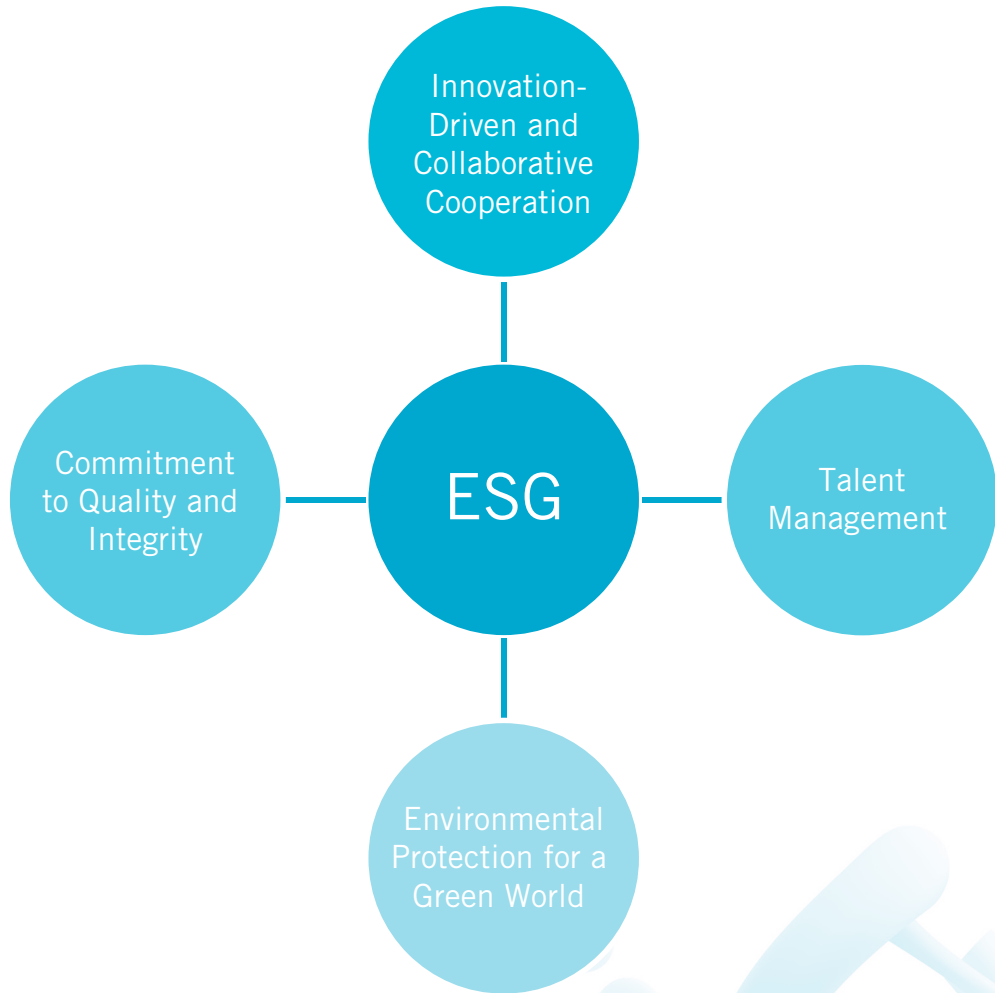 Innovation-
Driven and
Collaborative
Cooperation
Commitment
to Quality and
Integrity
ESG
Talent
Management
Environmental
Protection for a
Green World